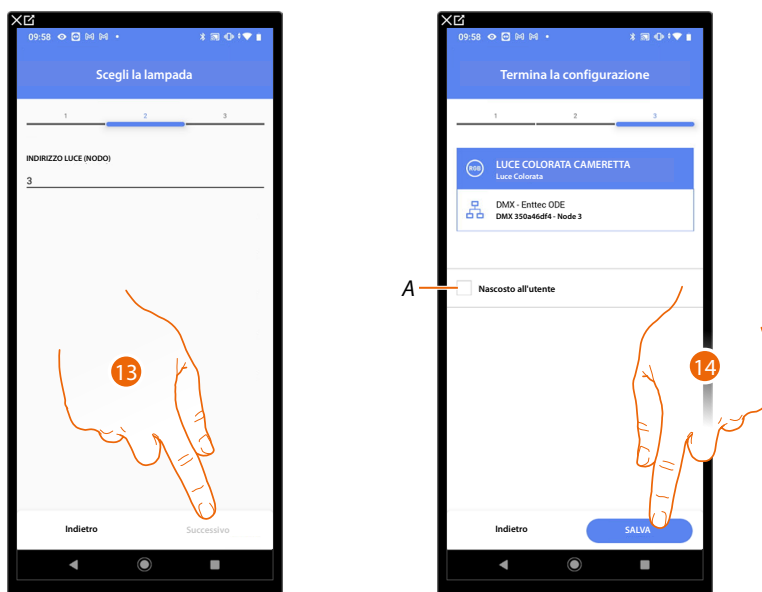 09:58
Scegli la lampada
1 2 3
INDIRIZZO LUCE (NODO)
3
13
Indietro Successivo
09:58
Termina la configurazione
1 2 3
RGB
LUCE COLORATA CAMERETTA
Luce Colorata
DMX - Enttec ODE
DMX 350a46df4 - Node 3
A
Nascosto all'utente
14
Indietro SALVA